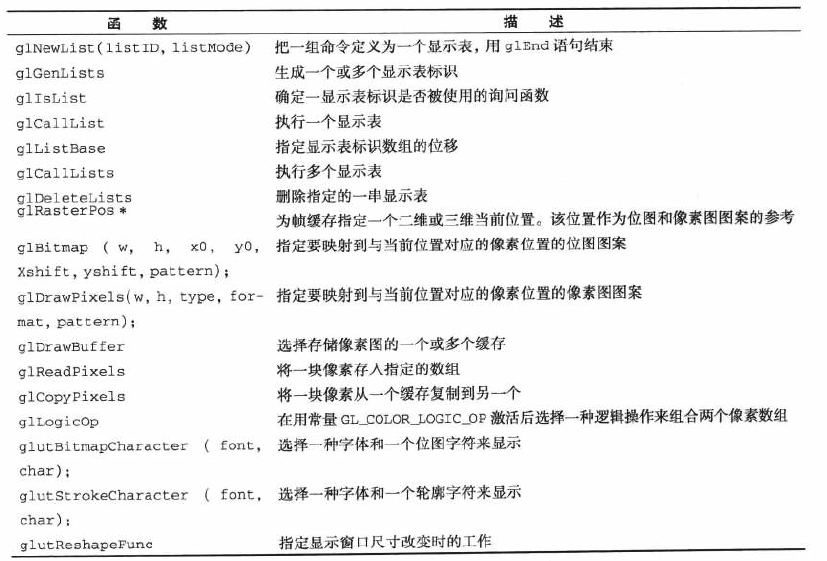 函 数 描 述
glNewList(listID, listMode) 把一组命令定义为一个显示表，用 glEnd 语句结束
glGenLists 生成一个或多个显示表标识
glIsList 确定一显示表标识是否被使用的询问函数
glCallList 执行一个显示表
glListBase 指定显示表标识数组的位移
glCallLists 执行多个显示表
glDeleteLists 删除指定的一串显示表
glRasterPos * 为帧缓存指定一个二维或三维当前位置。该位置作为位图和像素图图案的参考
glBitmap ( w, h, x0, y0, 指定要映射到与当前位置对应的像素位置的位图图案
Xshift, yshift, pattern);
glDrawPixels(w, h, type, for- 指定要映射到与当前位置对应的像素位置的像素图图案
mat, pattern);
glDrawBuffer 选择存储像素图的一个或多个缓存
glReadPixels 将一块像素存入指定的数组
glCopyPixels 将一块像素从一个缓存复制到另一个
glLogicOp 在用常量 GL_COLOR_LOGIC_OP 激活后选择一种逻辑操作来组合两个像素数组
glutBitmapCharacter ( font, 选择一种字体和一个位图字符来显示
char);
glutStrokeCharacter ( font, 选择一种字体和一个轮廓字符来显示
char);
glutReshapeFunc 指定显示窗口尺寸改变时的工作